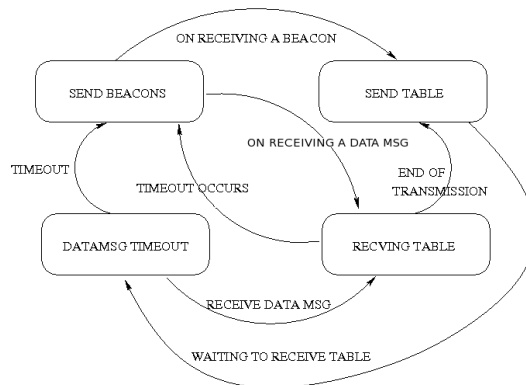 ON RECEIVING A BEACON
SEND BEACONS
SEND TABLE
ON RECEIVING A DATA MSG
TIMEOUT
TIMEOUT OCCURS
END OF
TRANSMISSION
DATAMSG TIMEOUT
RECVING TABLE
RECEIVE DATA MSG
WAITING TO RECEIVE TABLE